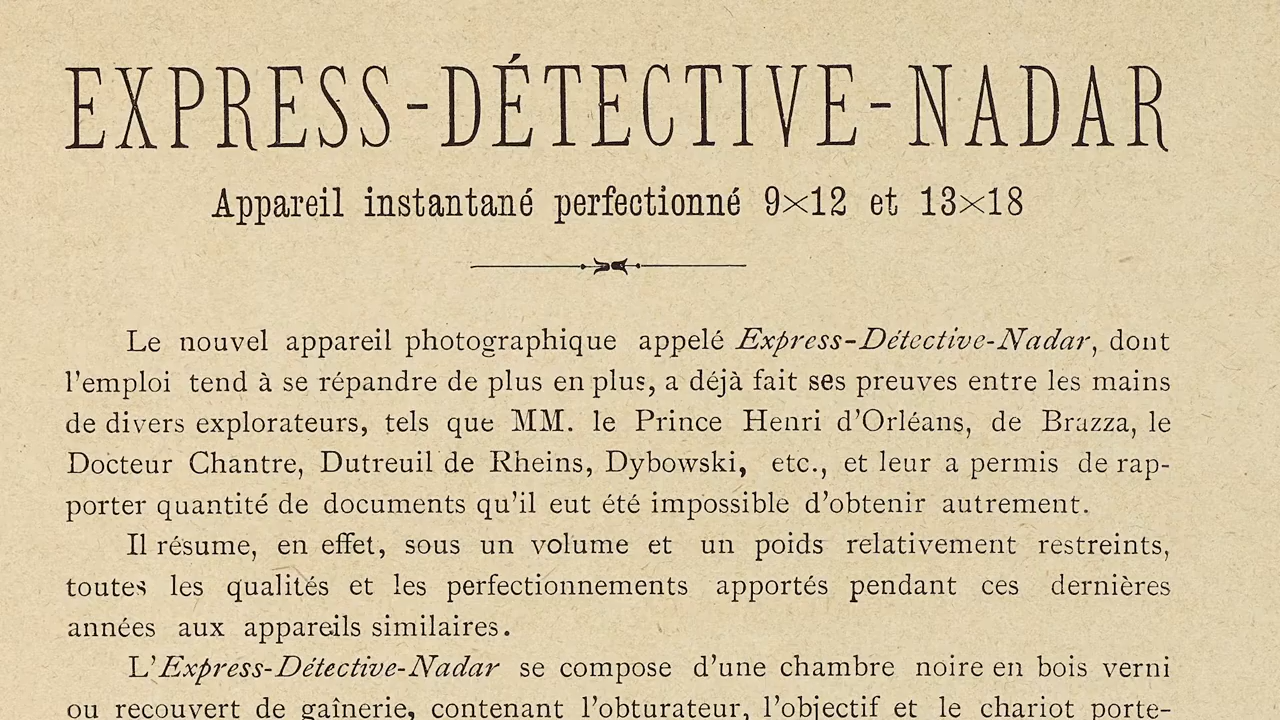 EXPRESS-DÉTECTIVE-NADAR
Appareil instantané perfectionné 9×12 et 13×18
Le nouvel appareil photographique appelé Express-Détective-Nadar, dont
l'emploi tend à se répandre de plus en plus, a déjà fait ses preuves entre les mains
de divers explorateurs, tels que MM. le Prince Henri d'Orléans, de Brazza, le
Docteur Chantre, Dutreuil de Rheins, Dybowski, etc., et leur a permis de rap-
porter quantité de documents qu'il eut été impossible d'obtenir autrement.
Il résume, en effet, sous un volume et un poids relativement restreints,
toutes les qualités et les perfectionnements apportés pendant ces dernières
années aux appareils similaires.
L'Express-Détective-Nadar se compose d'une chambre noire en bois verni
ou recouvert de gaînerie, contenant l'obturateur, l'objectif et le chariot porte-